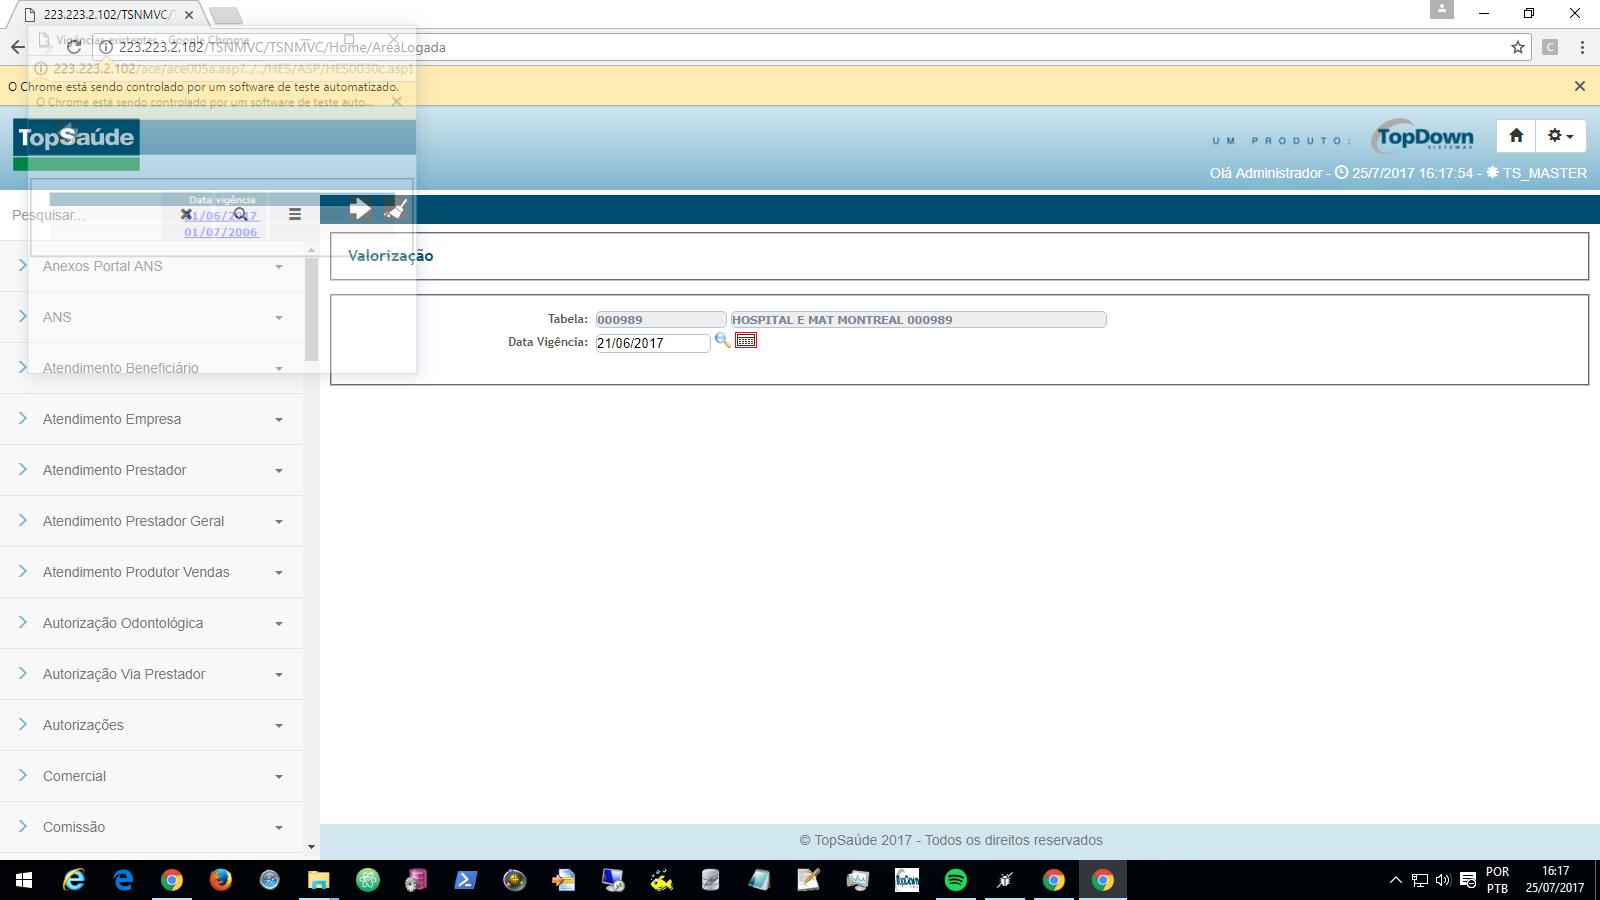 223.223.2.102/TSNMVC/T
Vigências existentes - Google Chrome
223.223.2.102/TSNMVC/TSNMVC/Home/AreaLogada
223.223.2.102/ace/ace005a.asp?../../HES/ASP/HES0030c.asp
O Chrome está sendo controlado por um software de teste automatizado.
O Chrome está sendo controlado por um software de teste auto...
TopSaúde
UM PRODUTO:
TopDown
SISTEMAS
Olá Administrador - 25/7/2017 16:17:54 - TS_MASTER
Data vigência
Pesquisar...
01/07/2006
Valorização
Anexos Portal ANS
ANS
Atendimento Beneficiário
Atendimento Empresa
Atendimento Prestador
Atendimento Prestador Geral
Atendimento Produtor Vendas
Autorização Odontológica
Autorização Via Prestador
Autorizações
Comercial
Comissão
Tabela: 000989 HOSPITAL E MAT MONTREAL 000989
Data Vigência: 21/06/2017
© TopSaúde 2017 - Todos os direitos reservados
TopDown
POR
PTB
16:17
25/07/2017